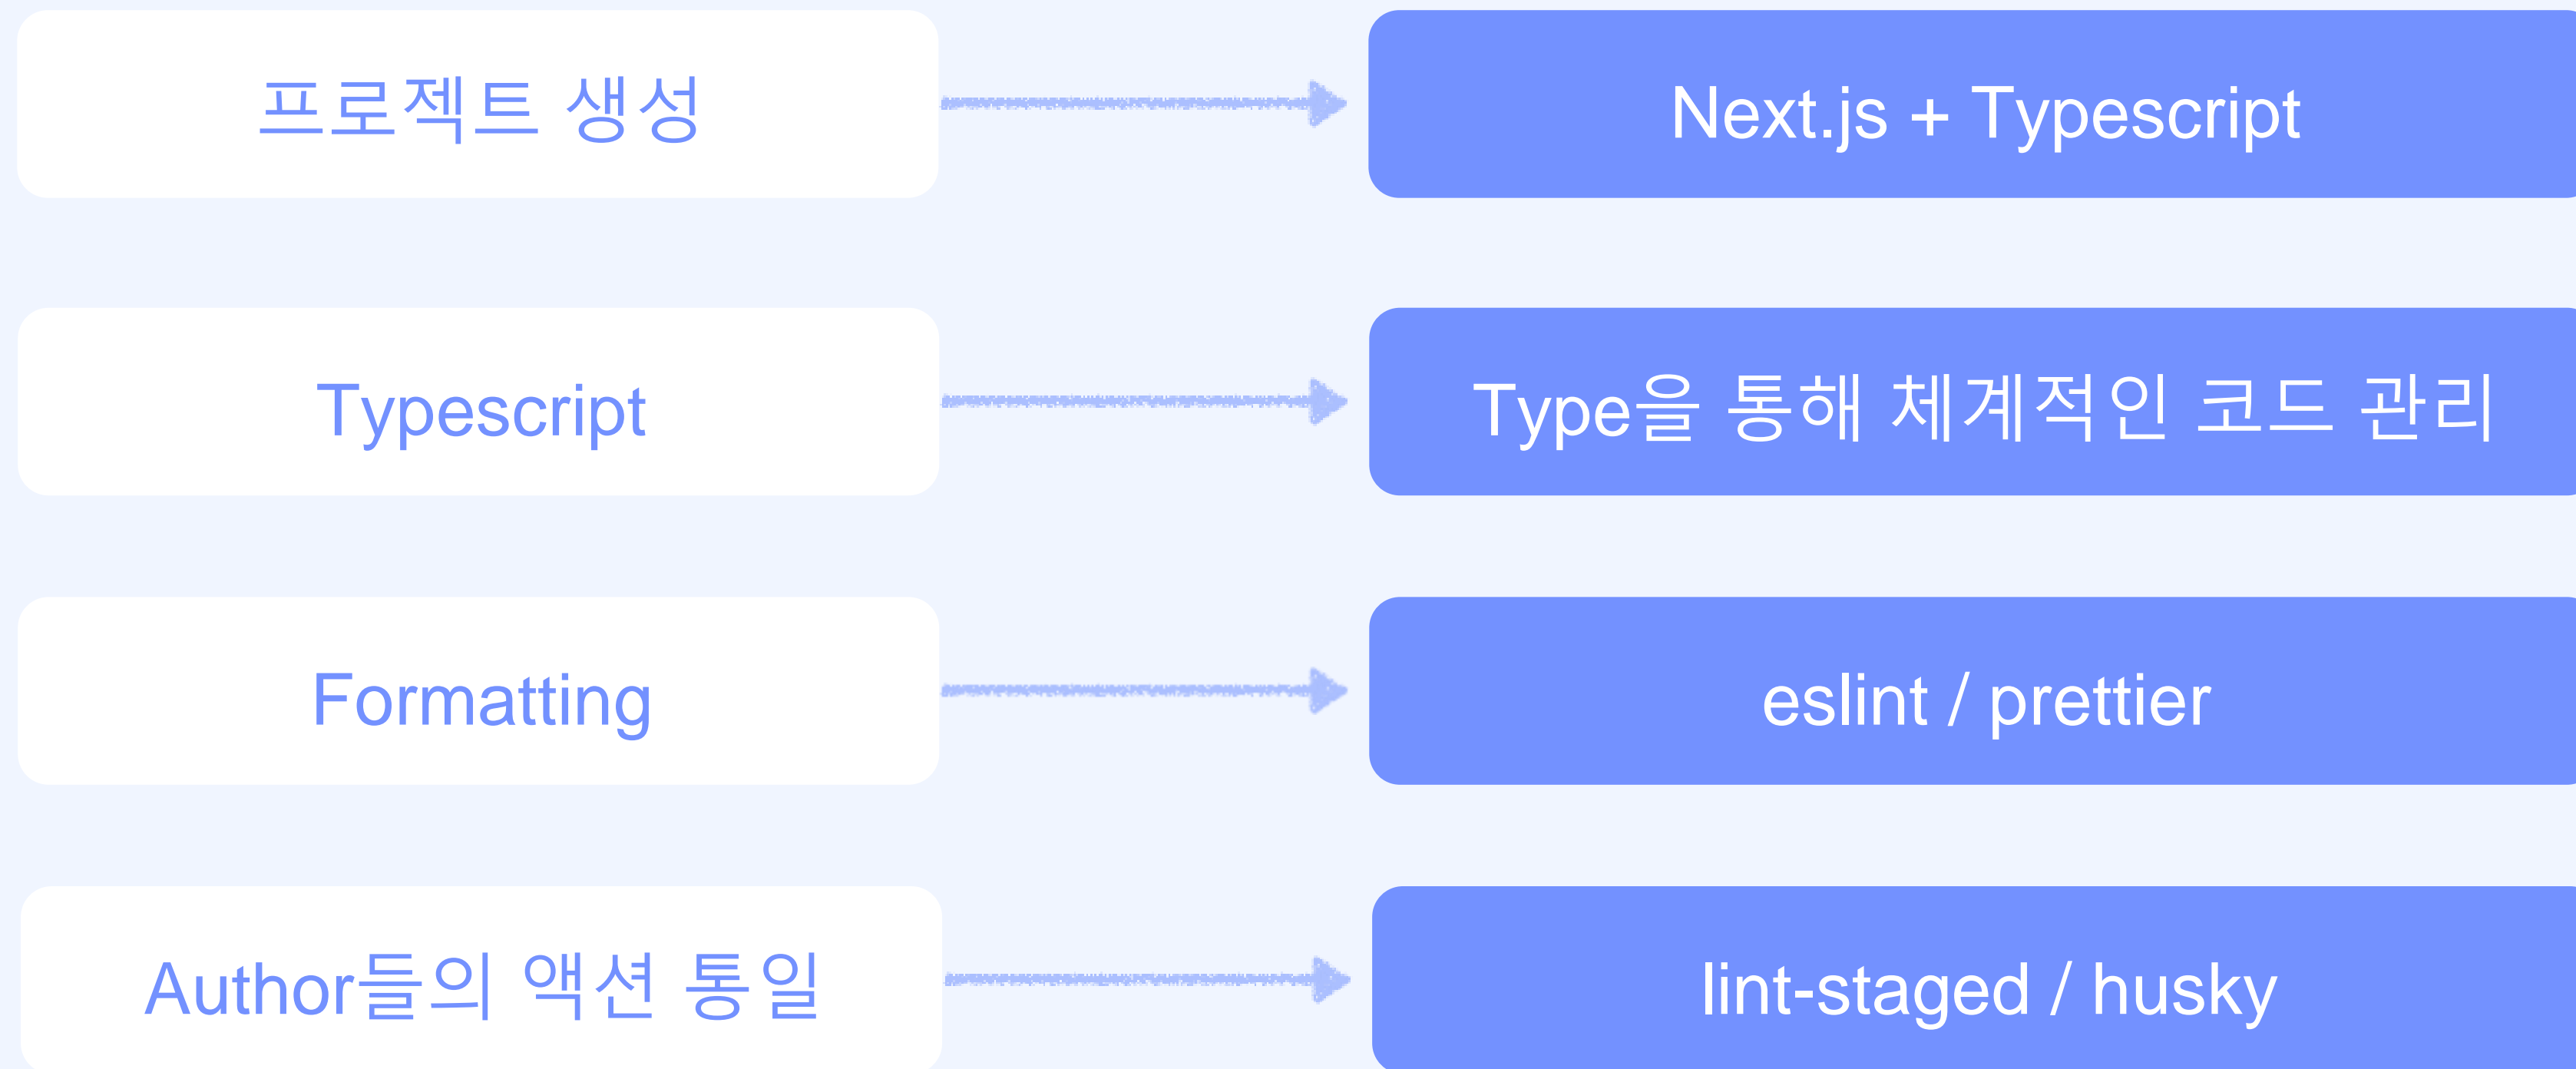 프로젝트 생성
Next.js + Typescript
Typescript
Type을 통해 체계적인 코드 관리
Formatting
eslint / prettier
Author들의 액션 통일
lint-staged / husky